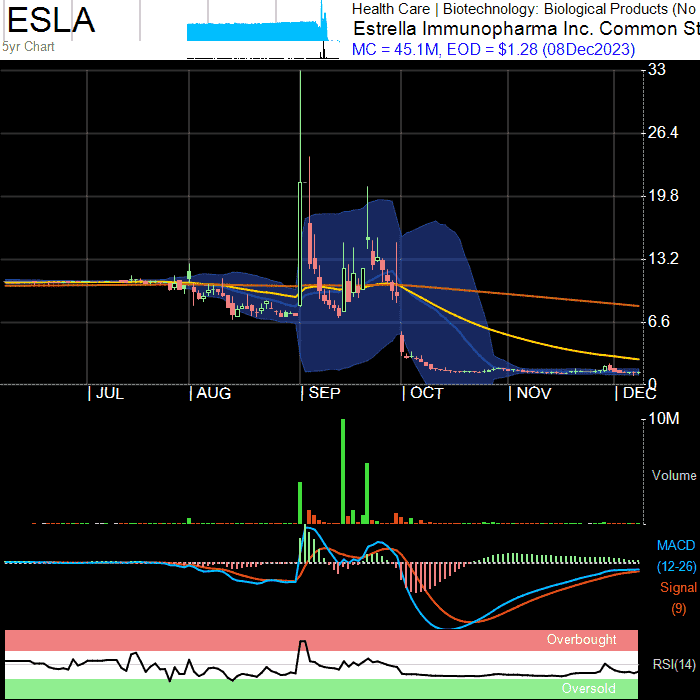 ESLA
5yr Chart
Health Care | Biotechnology: Biological Products (No
Estrella Immunopharma Inc. Common St
MC = 45.1M, EOD = $1.28 (08Dec2023)
33
26.4
19.8
13.2
6.6
0
JUL AUG SEP OCT NOV DEC
10M
Volume
MACD
(12-26)
Signal
(9)
Overbought
RSI(14)
Oversold